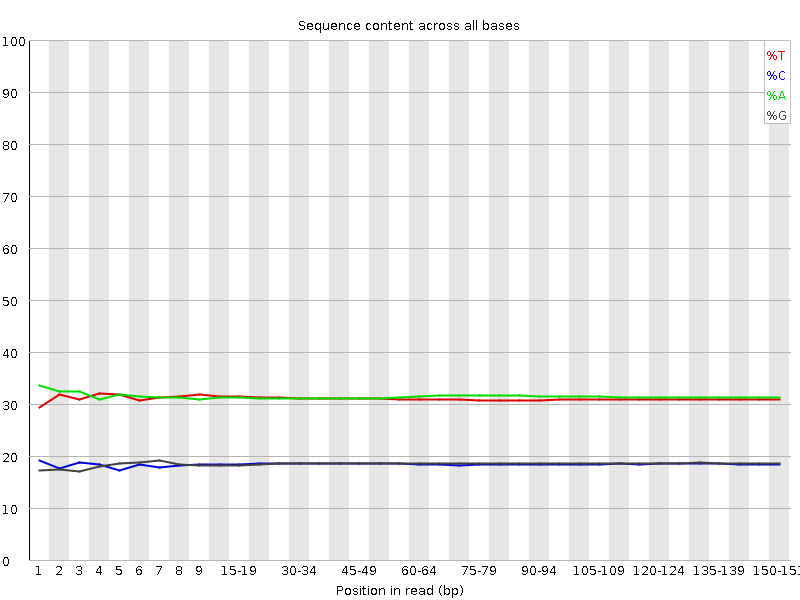 Sequence content across all bases
100
90
80
70
60
50
40
30
20
10
0
%T
%C
%A
%G
1 2 3 4 5 6 7 8 9 15-19 30-34 45-49 60-64 75-79 90-94 105-109 120-124 135-139 150-151
Position in read (bp)